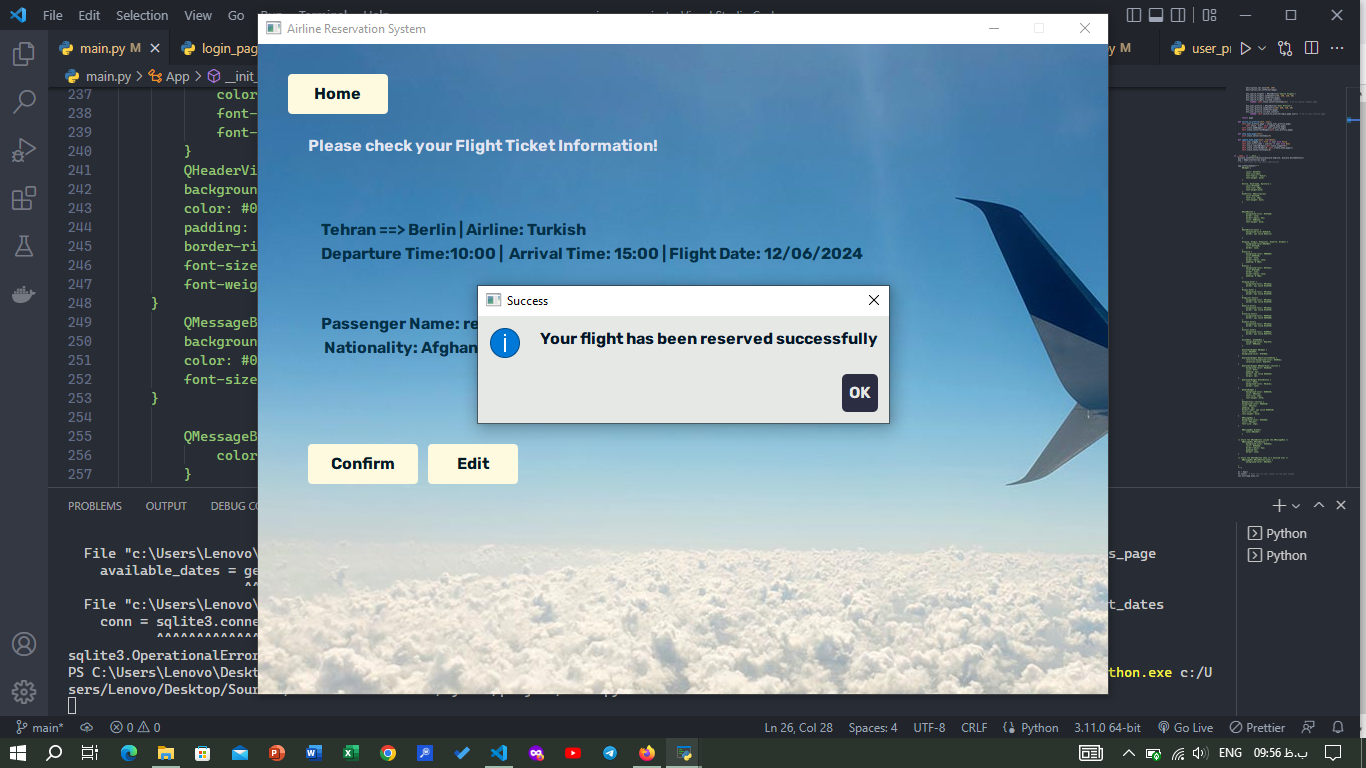 File Edit Selection View Go Run Terminal Help
Airline Reservation System
main.py M
login_pag
M
user_pr
main.py > App > __init_
Home
Please check your Flight Ticket Information!
Tehran ==> Berlin | Airline: Turkish
Departure Time:10:00 | Arrival Time: 15:00 | Flight Date: 12/06/2024
Passenger Name: re
Nationality: Afghan
Success
Your flight has been reserved successfully
OK
Confirm Edit
237 color
238 font-
239 font-
240 }
241 QHeaderVi
242 backgroun
243 color: #0
244 padding:
245 border-ri
246 font-size
247 font-weig
248 }
249 QMessageB
250 backgroun
251 color: #0
252 font-size
253 }
254
255 QMessageB
256 color
257 }
PROBLEMS OUTPUT DEBUG CO
File "c:\Users\Lenovo\ s_page
available_dates = ge
^^
File "c:\Users\Lenovo\ t_dates
conn = sqlite3.conne
^^^^^^^^^^^^^
sqlite3.OperationalError
PS C:\Users\Lenovo\Deskt thon.exe c:/U
sers/Lenovo/Desktop/Sour
Python
Python
main* 0 0 Ln 26, Col 28 Spaces: 4 UTF-8 CRLF Python 3.11.0 64-bit Go Live Prettier
ENG 09:56 ب.ظ